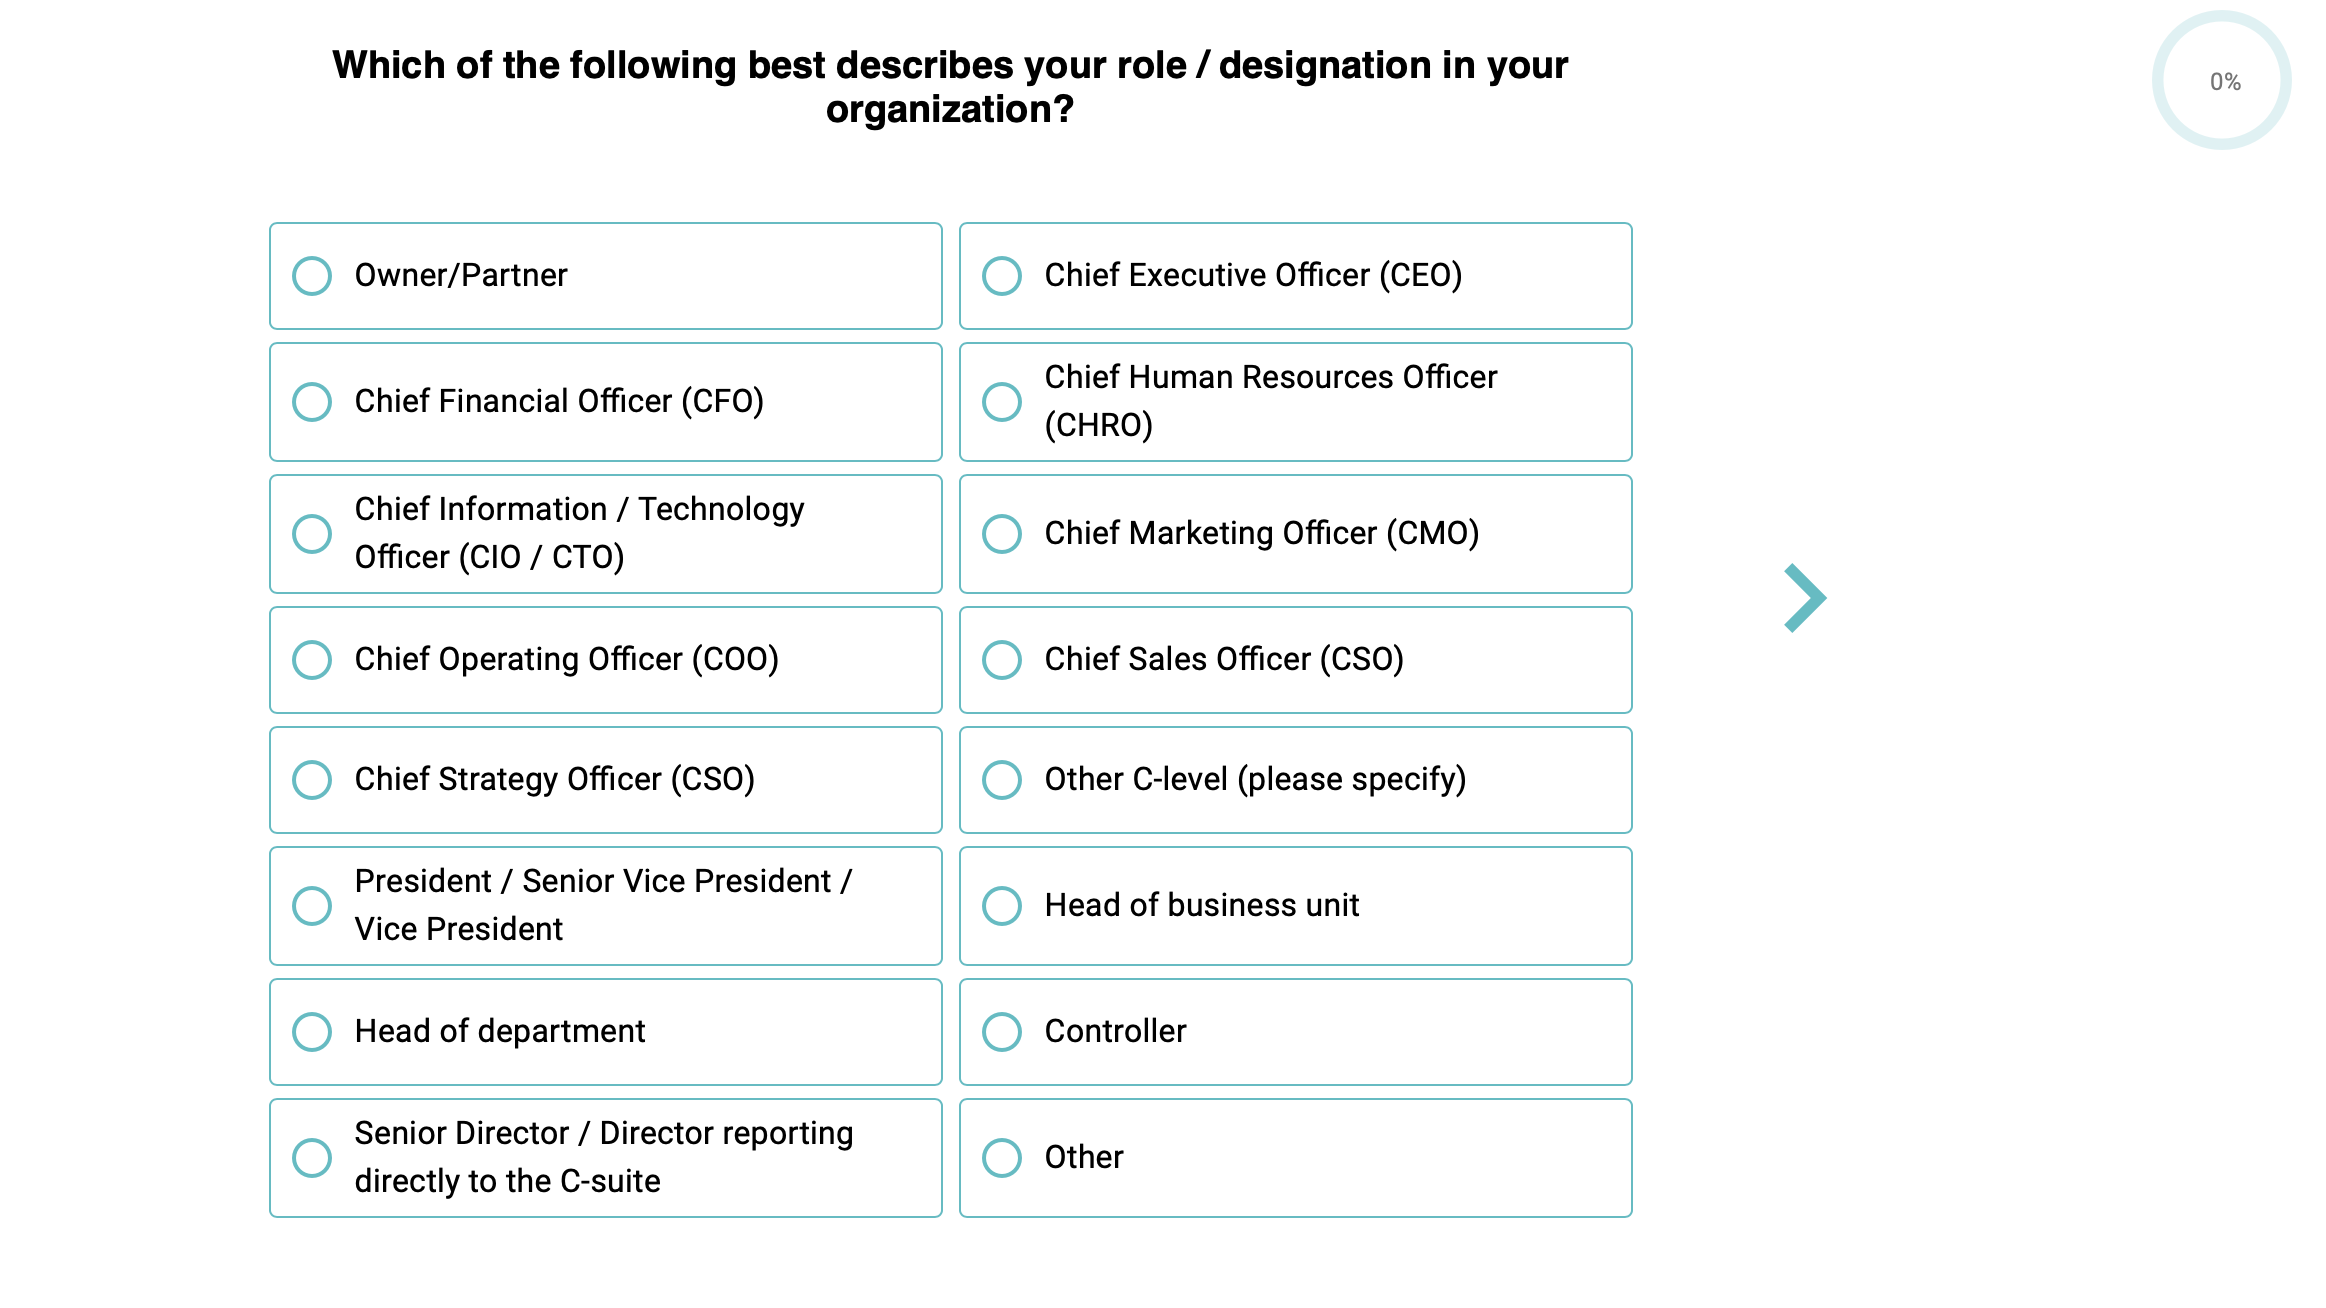 Which of the following best describes your role / designation in your
organization?
0%
Owner/Partner
Chief Executive Officer (CEO)
Chief Financial Officer (CFO)
Chief Human Resources Officer
(CHRO)
Chief Information / Technology
Officer (CIO / CTO)
Chief Marketing Officer (CMO)
Chief Operating Officer (COO)
Chief Sales Officer (CSO)
Chief Strategy Officer (CSO)
Other C-level (please specify)
President / Senior Vice President /
Vice President
Head of business unit
Head of department
Controller
Senior Director / Director reporting
directly to the C-suite
Other